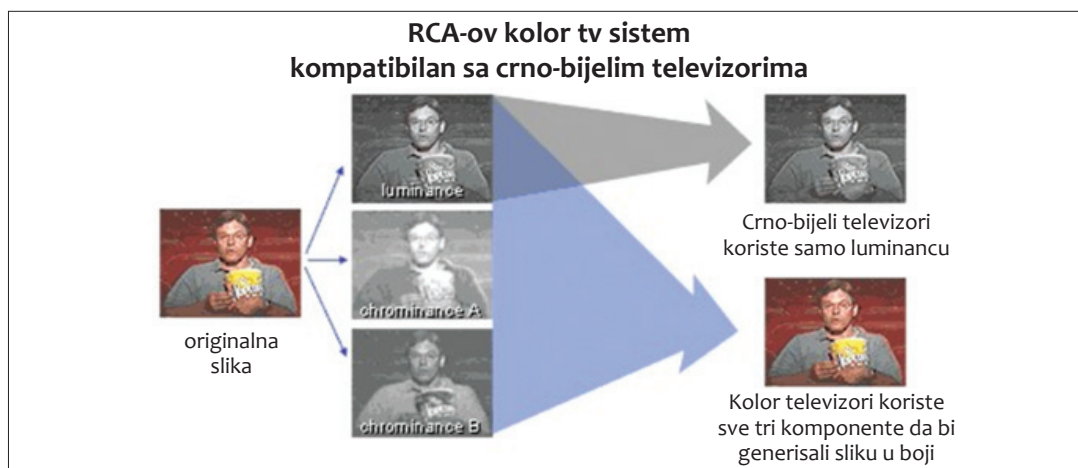 RCA-ov kolor tv sistem
kompatibilan sa crno-bijelim televizorima
originalna
slika
luminance
chrominance A
chrominance B
Crno-bijeli televizori
koriste samo luminancu
Kolor televizori koriste
sve tri komponente da bi
generisali sliku u boji